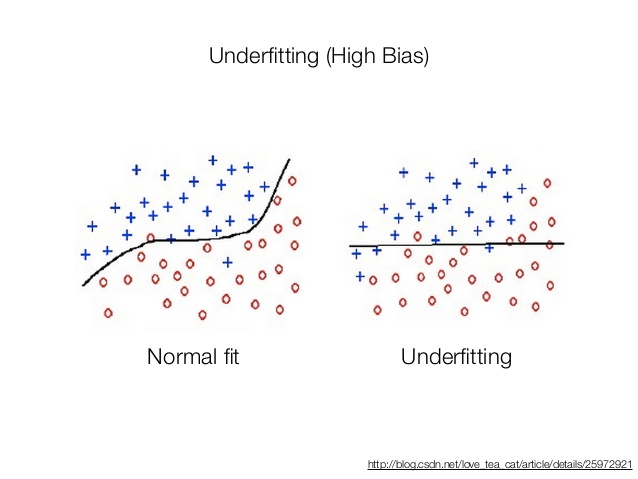 Underfitting (High Bias)
Normal fit
Underfitting
http://blog.csdn.net/love_tea_cat/article/details/25972921